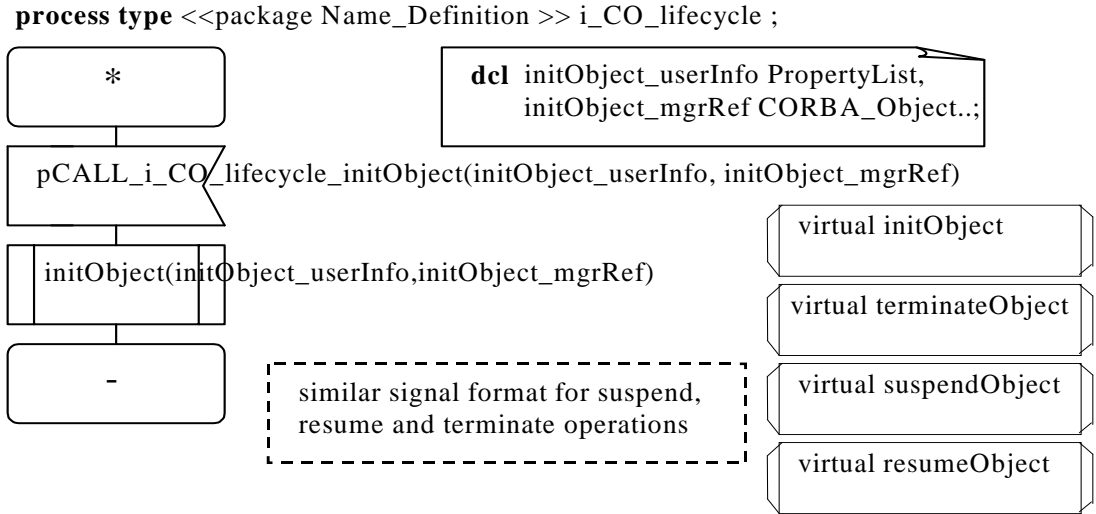 process type <<package Name_Definition >> i_CO_lifecycle ;
*
dcl initObject_userInfo PropertyList,
initObject_mgrRef CORBA_Object..;
pCALL_i_CO_lifecycle_initObject(initObject_userInfo, initObject_mgrRef)
virtual initObject
initObject(initObject_userInfo,initObject_mgrRef)
virtual terminateObject
-
similar signal format for suspend,
resume and terminate operations
virtual suspendObject
virtual resumeObject